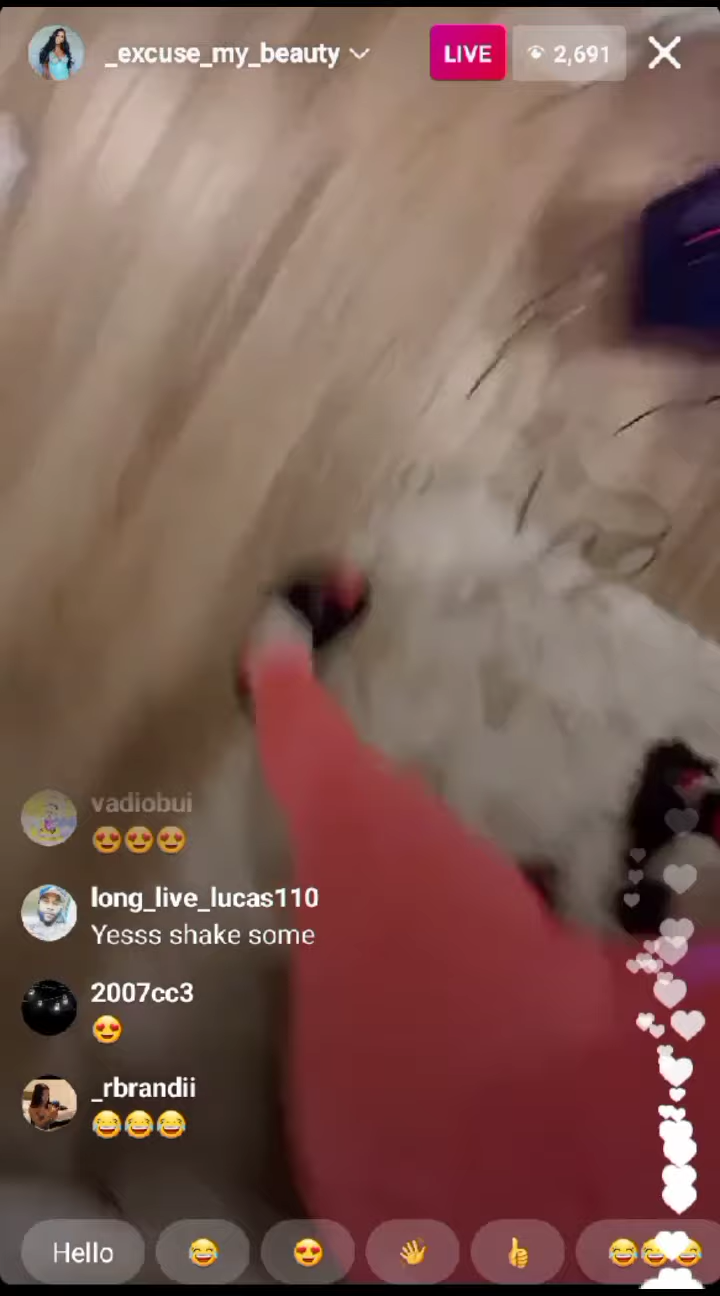 _excuse_my_beauty
LIVE
2,691
vadiobui
😍😍😍
long_live_lucas110
Yesss shake some
2007cc3
😍
_rbrandii
😂😂😂
Hello 😂 😍 👋 👍 😂😂😂